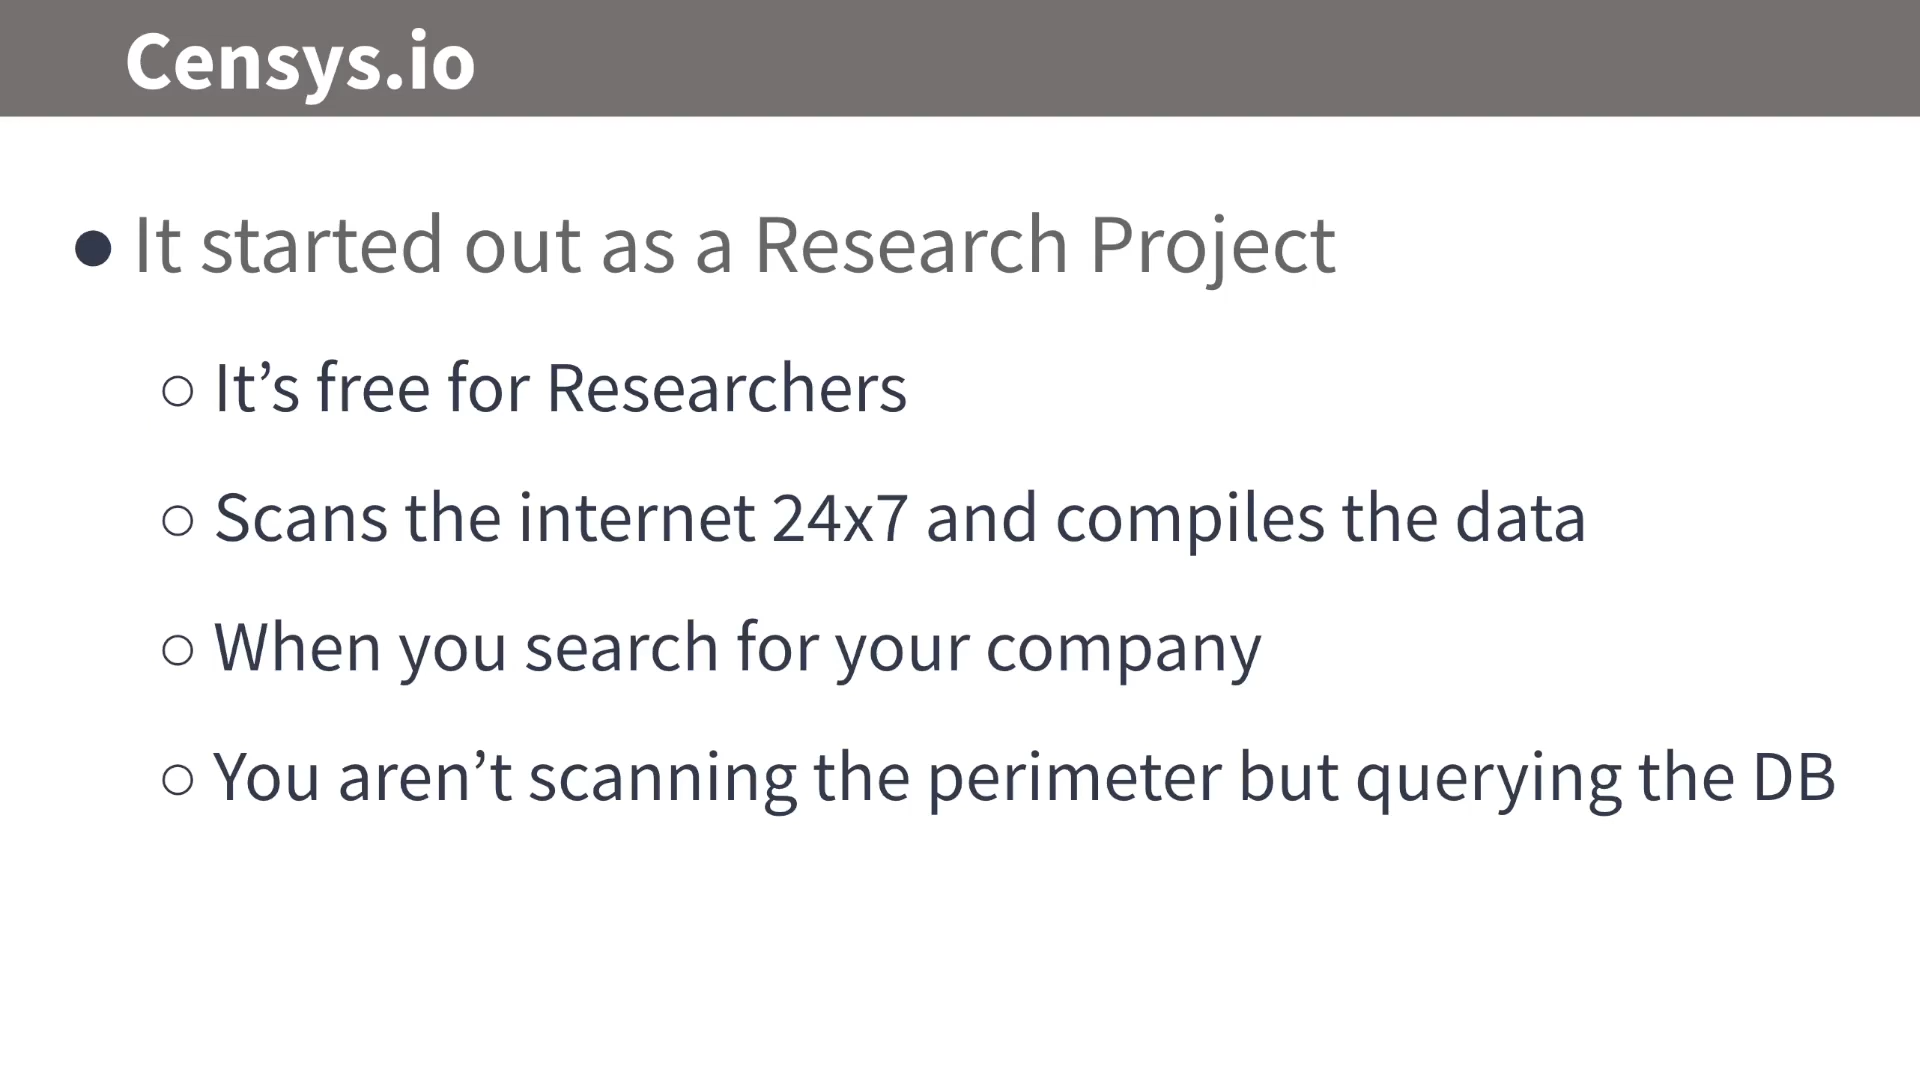 Censys.io
● It started out as a Research Project
○ It’s free for Researchers
○ Scans the internet 24x7 and compiles the data
○ When you search for your company
○ You aren’t scanning the perimeter but querying the DB